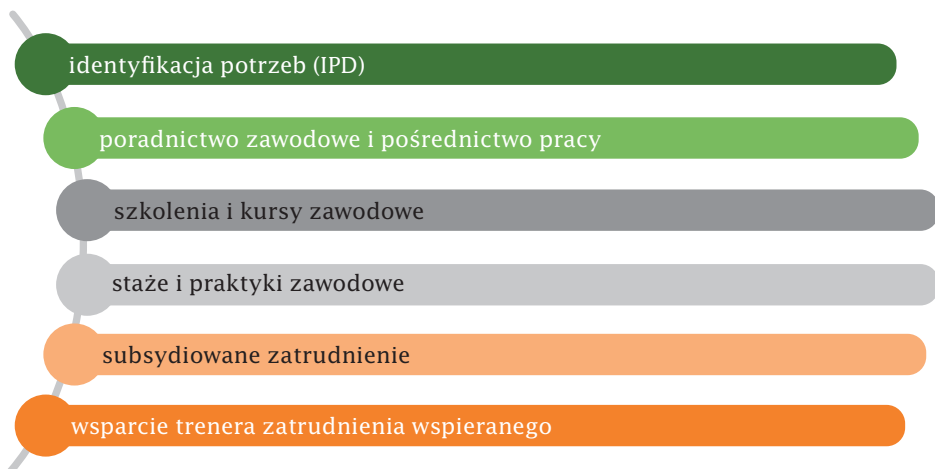 identyfikacja potrzeb (IPD)
poradnictwo zawodowe i pośrednictwo pracy
szkolenia i kursy zawodowe
staże i praktyki zawodowe
subsydiowane zatrudnienie
wsparcie trenera zatrudnienia wspieranego